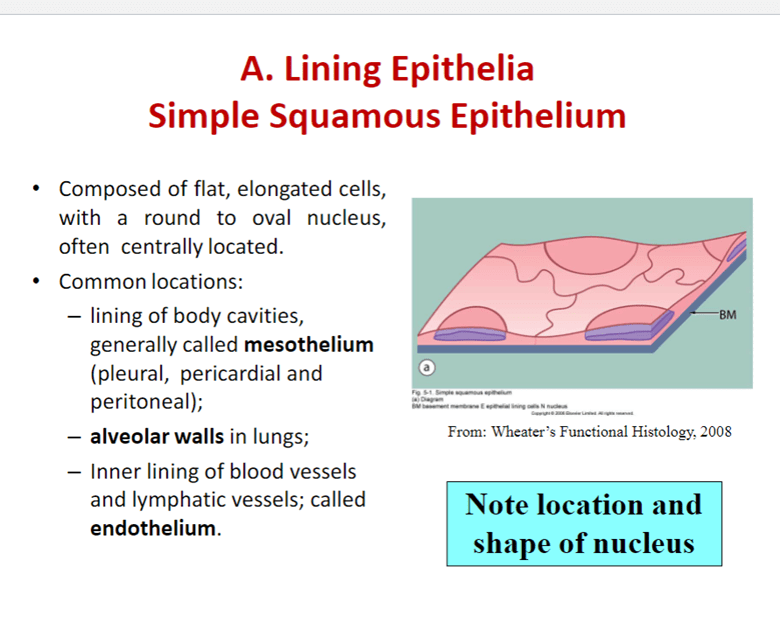 A. Lining Epithelia
Simple Squamous Epithelium
• Composed of flat, elongated cells,
with a round to oval nucleus,
often centrally located.
• Common locations:
– lining of body cavities,
generally called mesothelium
(pleural, pericardial and
peritoneal);
– alveolar walls in lungs;
– Inner lining of blood vessels
and lymphatic vessels; called
endothelium.
BM
a
Fig. 5-1. Simple squamous epithelium
(a) Diagram
BM basement membrane E epithelial lining cells N nucleus
Copyright © 2008 Elsevier Limited. All rights reserved.
From: Wheater’s Functional Histology, 2008
Note location and
shape of nucleus